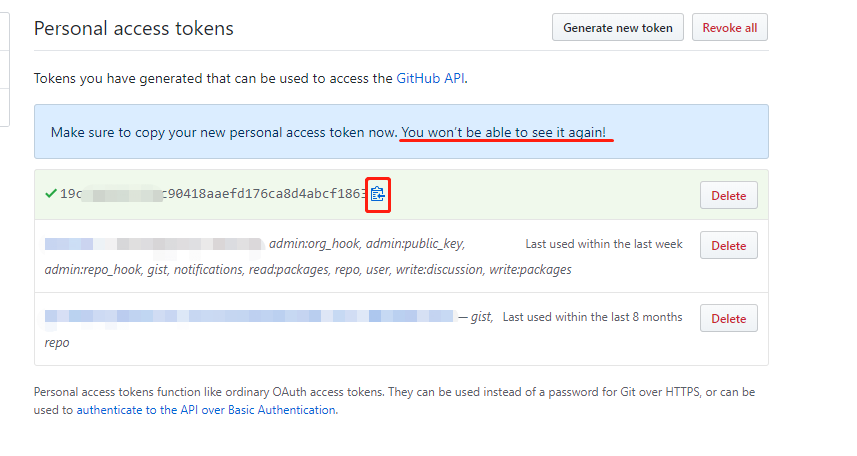 Personal access tokens
Generate new token
Revoke all
Tokens you have generated that can be used to access the GitHub API.
Make sure to copy your new personal access token now. You won't be able to see it again!
Delete
admin:org_hook, admin:public_key,
Last used within the last week
Delete
admin:repo_hook, gist, notifications, read:packages, repo, user, write:discussion, write:packages
— gist,
Last used within the last 8 months
Delete
repo
Personal access tokens function like ordinary OAuth access tokens. They can be used instead of a password for Git over HTTPS, or can be
used to authenticate to the API over Basic Authentication.